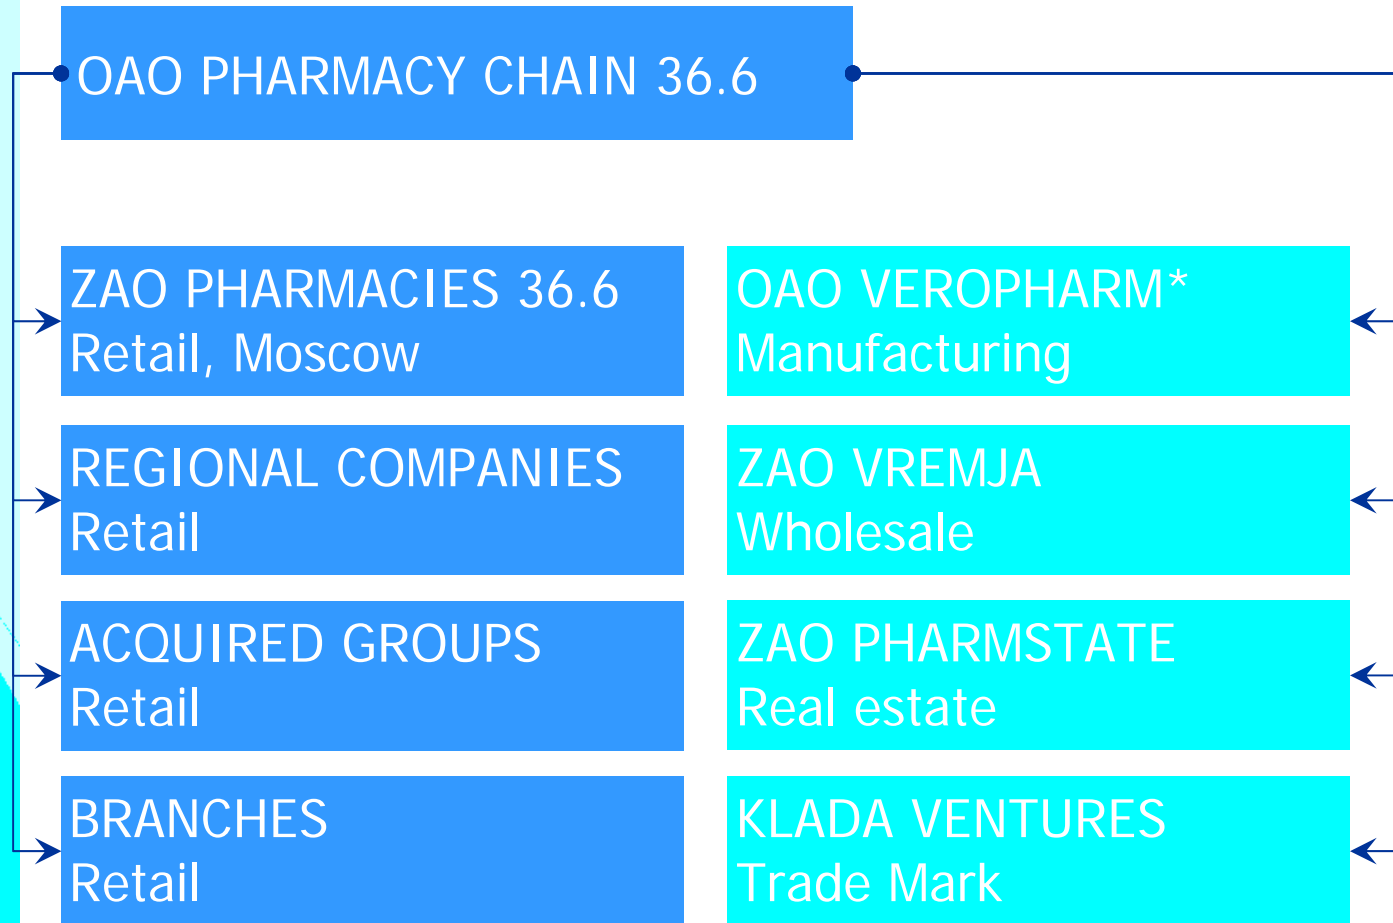 OAO PHARMACY CHAIN 36.6
ZAO PHARMACIES 36.6
Retail, Moscow
OAO VEROPHARM*
Manufacturing
REGIONAL COMPANIES
Retail
ZAO VREMJA
Wholesale
ACQUIRED GROUPS
Retail
ZAO PHARMSTATE
Real estate
BRANCHES
Retail
KLADA VENTURES
Trade Mark